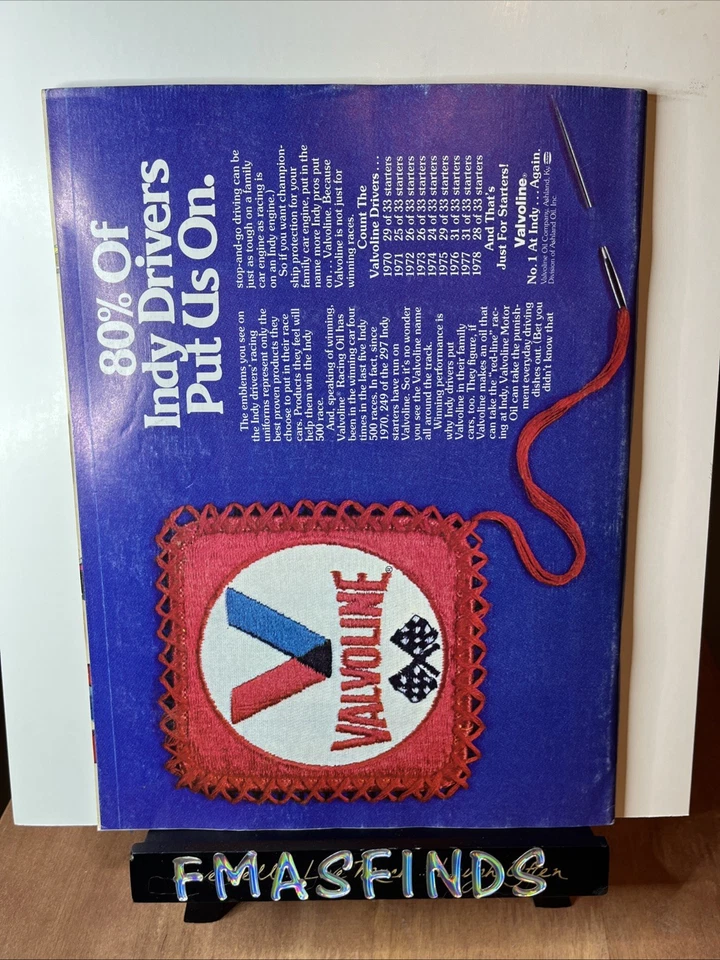 80% Of
Indy Drivers
Put Us On.
The emblems you see on
the Indy drivers' racing
uniforms represent only the
best proven products they
choose to put in their race
cars. Products they feel will
help them win the Indy
500 race.
And, speaking of winning,
Valvoline® Racing Oil has
been in the winning car four
times in the last five Indy
500 races. In fact, since
1970, 249 of the 297 Indy
starters have run on
Valvoline. So it's no wonder
you see the Valvoline name
all around the track.
Winning performance is
why Indy drivers put
Valvoline in their family
cars, too. They figure, if
Valvoline makes an oil that
can take the "red-line" rac-
ing at Indy, Valvoline Motor
Oil can take the punish-
ment everyday driving
dishes out. (Bet you
didn't know that
stop-and-go driving can be
just as tough on a family
car engine as racing is
on an Indy engine.)
So if you want champion-
ship protection for your
family car engine, put in the
name more Indy pros put
on... Valvoline. Because
Valvoline is not just for
winning races.
Count The
Valvoline Drivers...
1970 29 of 33 starters
1971 25 of 33 starters
1972 26 of 33 starters
1973 26 of 33 starters
1974 24 of 33 starters
1975 29 of 33 starters
1976 31 of 33 starters
1977 31 of 33 starters
1978 28 of 33 starters
And That's
Just For Starters!
Valvoline®
No. 1 At Indy... Again.
Valvoline Oil Company, Ashland, Ky.
Division of Ashland Oil, Inc.
VALVOLINE®
FMASFINDS